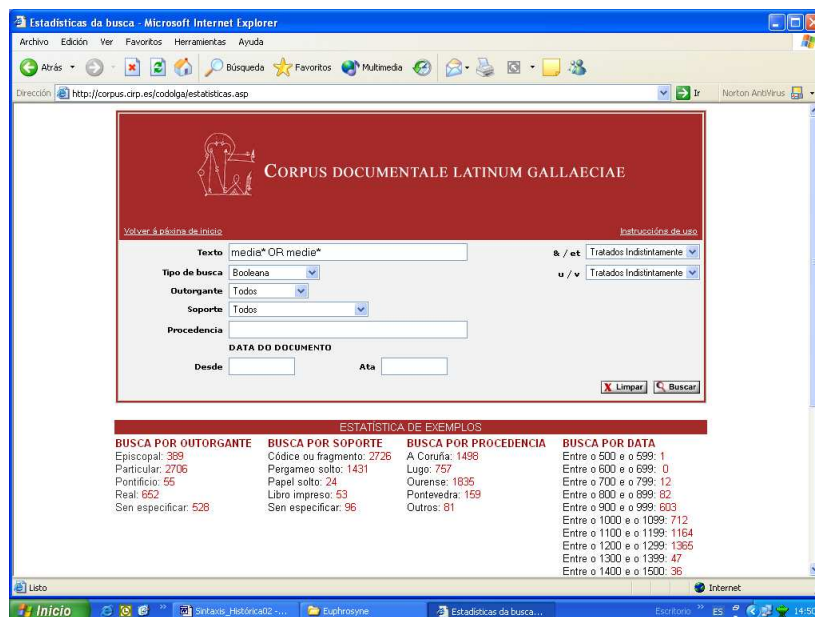 Estadísticas da busca - Microsoft Internet Explorer
Archivo Edición Ver Favoritos Herramientas Ayuda
Atrás Búsqueda Favoritos Multimedia
Dirección http://corpus.cirp.es/codolga/estatisticas.asp Ir Norton AntiVirus
CORPUS DOCUMENTALE LATINUM GALLAECIAE
Volver á páxina de inicio Instruccións de uso
Texto media* OR medie* & / et Tratados Indistintamente
Tipo de busca Booleana u / v Tratados Indistintamente
Outorgante Todos
Soporte Todos
Procedencia
DATA DO DOCUMENTO
Desde Ata
X Limpar Buscar
ESTATÍSTICA DE EXEMPLOS
BUSCA POR OUTORGANTE BUSCA POR SOPORTE BUSCA POR PROCEDENCIA BUSCA POR DATA
Episcopal: 389 Códice ou fragmento: 2726 A Coruña: 1498 Entre o 500 e o 599: 1
Particular: 2706 Pergameo solto: 1431 Lugo: 757 Entre o 600 e o 699: 0
Pontificio: 55 Papel solto: 24 Ourense: 1835 Entre o 700 e o 799: 12
Real: 652 Libro impreso: 53 Pontevedra: 159 Entre o 800 e o 899: 82
Sen especificar: 528 Sen especificar: 96 Outros: 81 Entre o 900 e o 999: 603
Entre o 1000 e o 1099: 712
Entre o 1100 e o 1199: 1164
Entre o 1200 e o 1299: 1365
Entre o 1300 e o 1399: 47
Entre o 1400 e o 1500: 36
Listo Internet
Inicio Sintaxis_Histórica02 -... Euphrosyne Estadísticas da busca... Escritorio ES 14:50